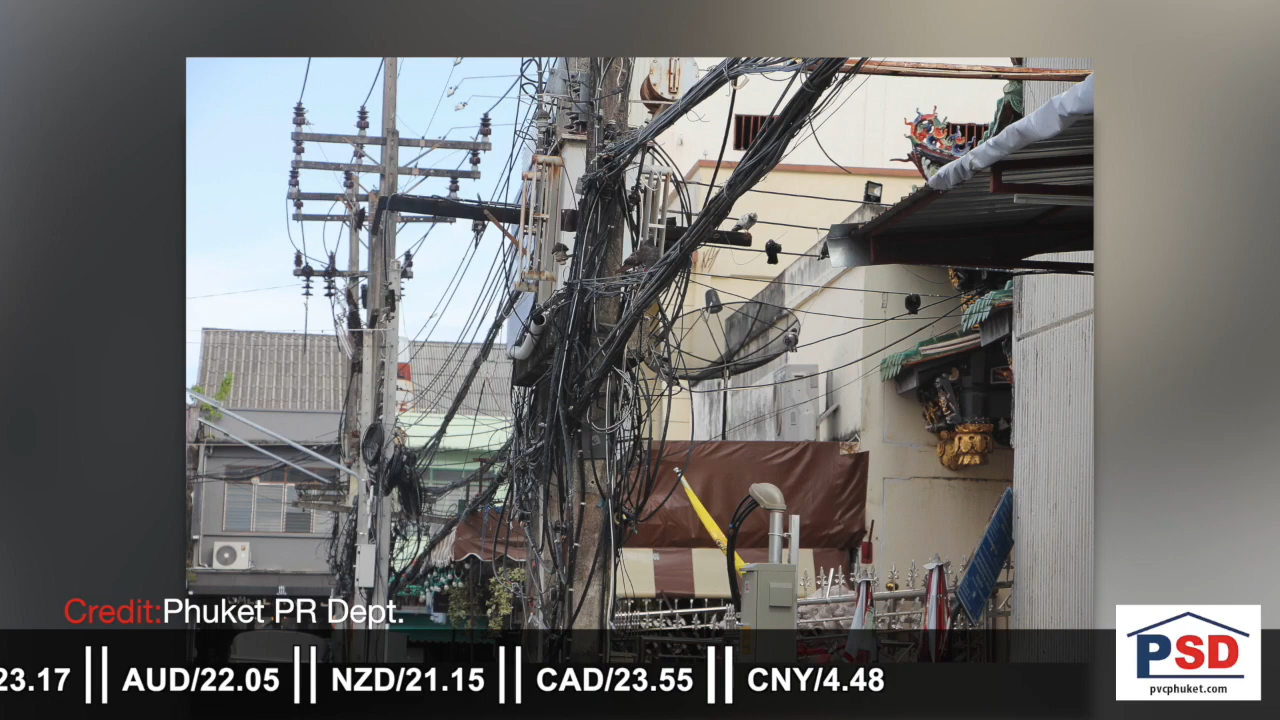 Credit:Phuket PR Dept.
23.17 || AUD/22.05 || NZD/21.15 || CAD/23.55 || CNY/4.48
PSD
pvcphuket.com